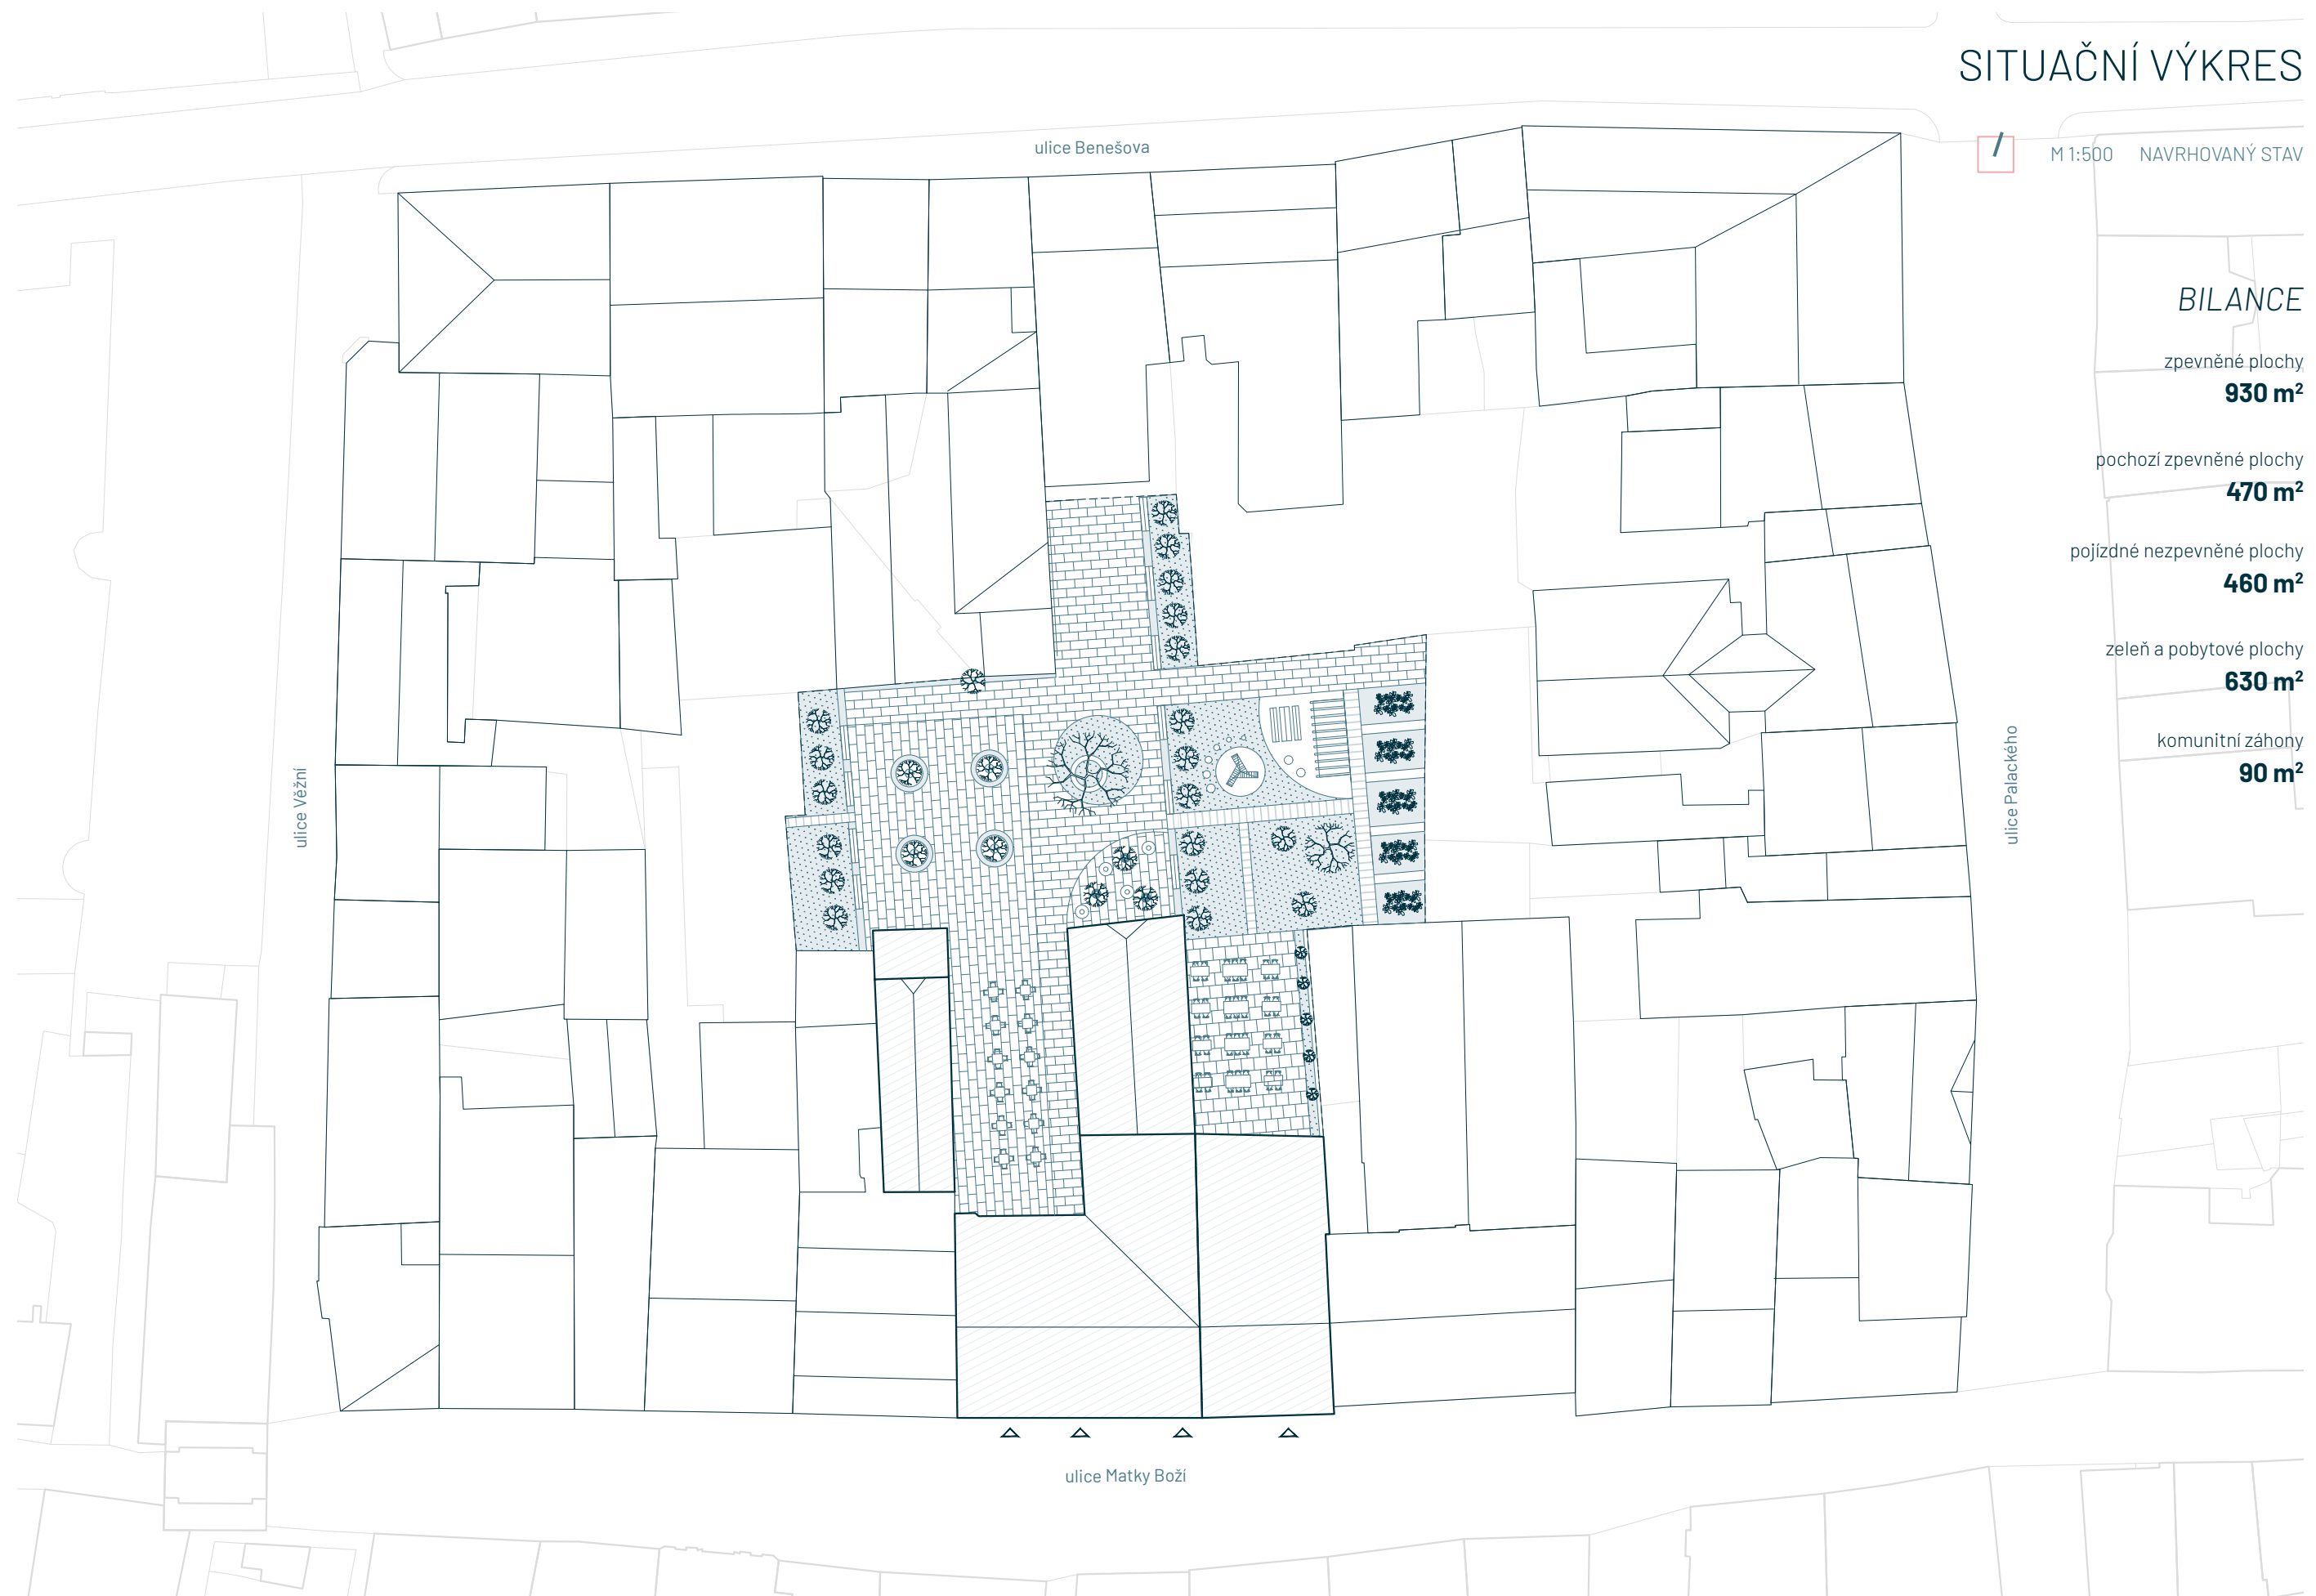 SITUAČNÍ VÝKRES
ulice Benešova
M 1:500 NAVRHOVANÝ STAV
BILANCE
zpevněné plochy
930 m²
pochozí zpevněné plochy
470 m²
pojízdné nezpevněné plochy
460 m²
zeleň a pobytové plochy
630 m²
komunitní záhony
90 m²
ulice Věžní
ulice Palackého
ulice Matky Boží